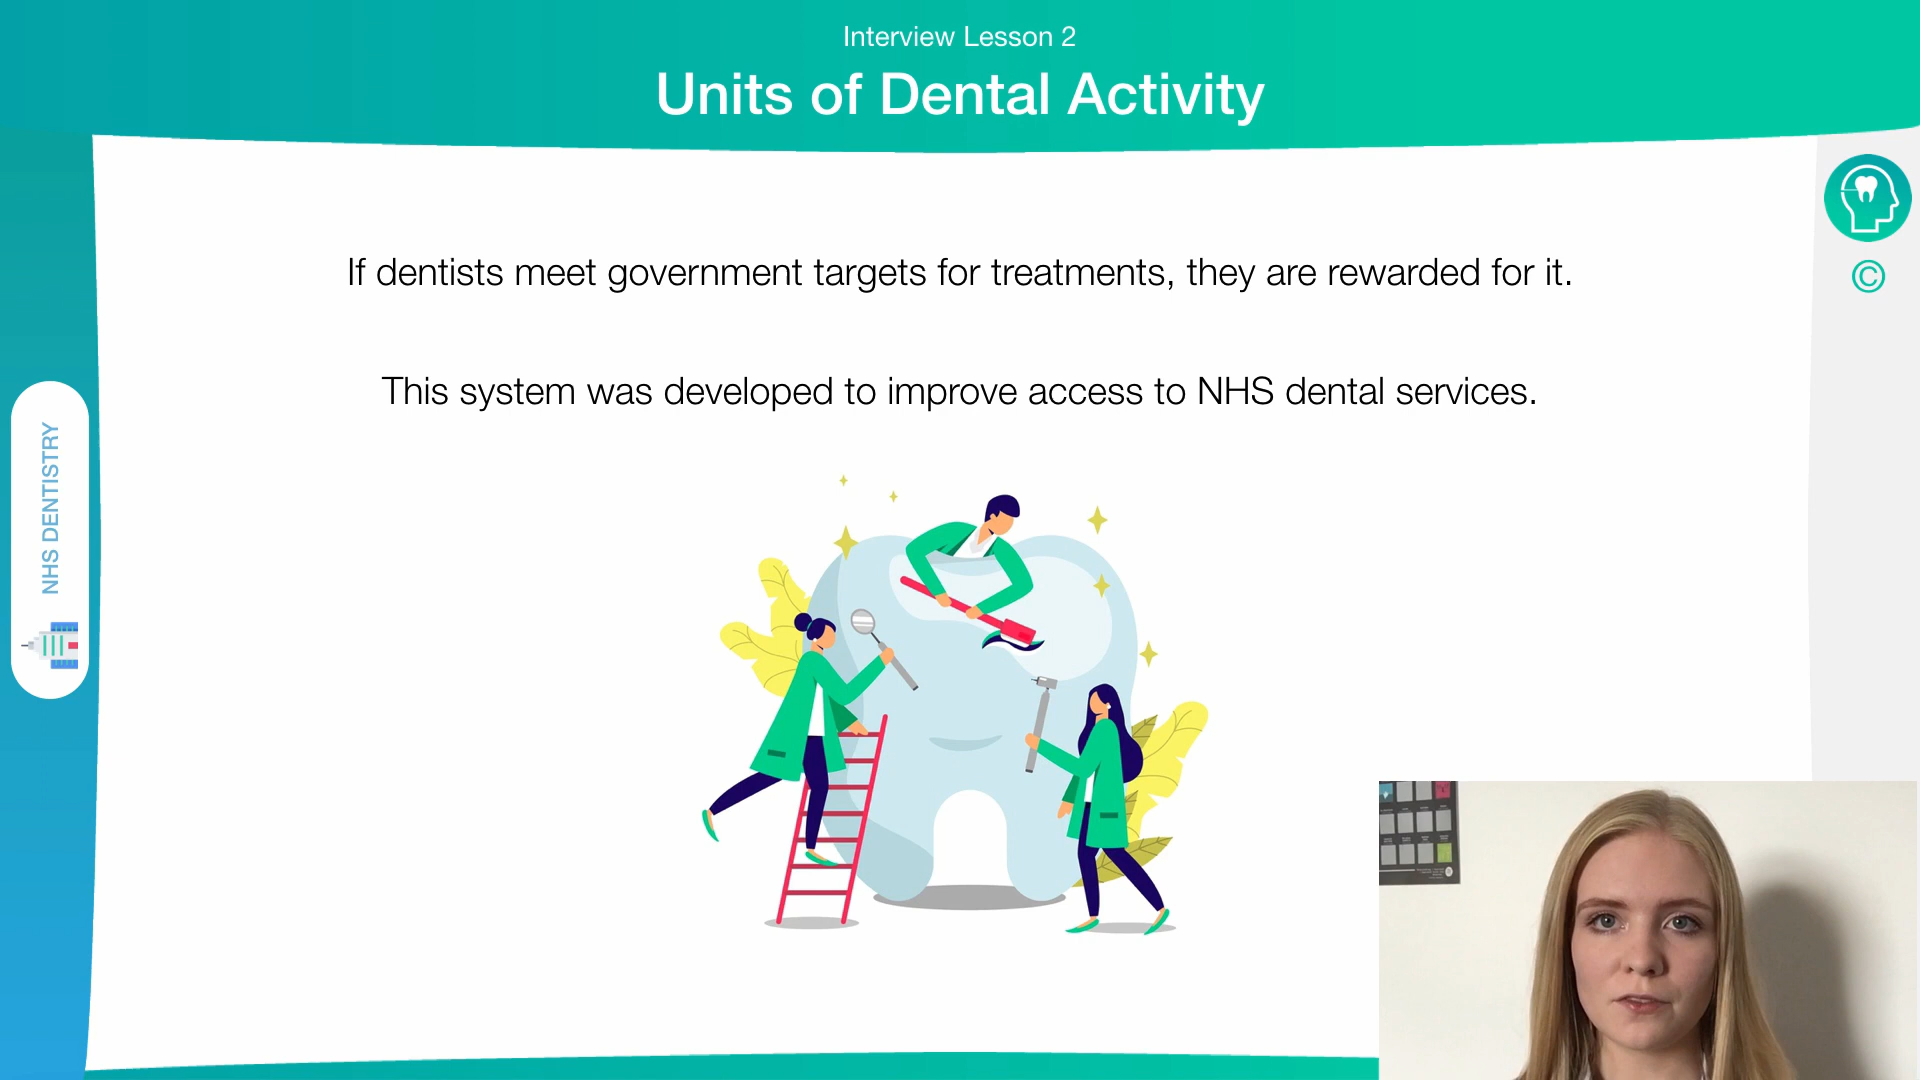 Interview Lesson 2
Units of Dental Activity
If dentists meet government targets for treatments, they are rewarded for it.
This system was developed to improve access to NHS dental services.
NHS DENTISTRY
©